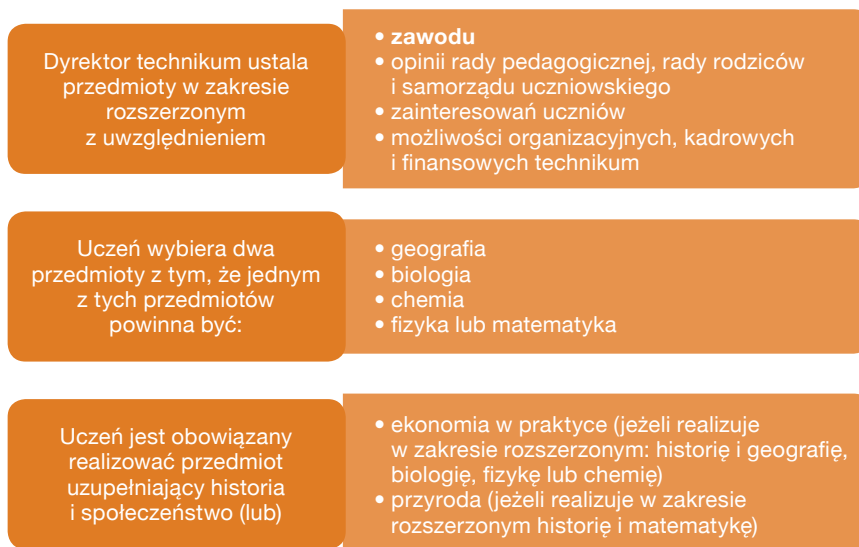 Dyrektor technikum ustala
przedmioty w zakresie
rozszerzonym
z uwzględnieniem
• zawodu
• opinii rady pedagogicznej, rady rodziców
i samorządu uczniowskiego
• zainteresowań uczniów
• możliwości organizacyjnych, kadrowych
i finansowych technikum
Uczeń wybiera dwa
przedmioty z tym, że jednym
z tych przedmiotów
powinna być:
• geografia
• biologia
• chemia
• fizyka lub matematyka
Uczeń jest obowiązany
realizować przedmiot
uzupełniający historia
i społeczeństwo (lub)
• ekonomia w praktyce (jeżeli realizuje
w zakresie rozszerzonym: historię i geografię,
biologię, fizykę lub chemię)
• przyroda (jeżeli realizuje w zakresie
rozszerzonym historię i matematykę)